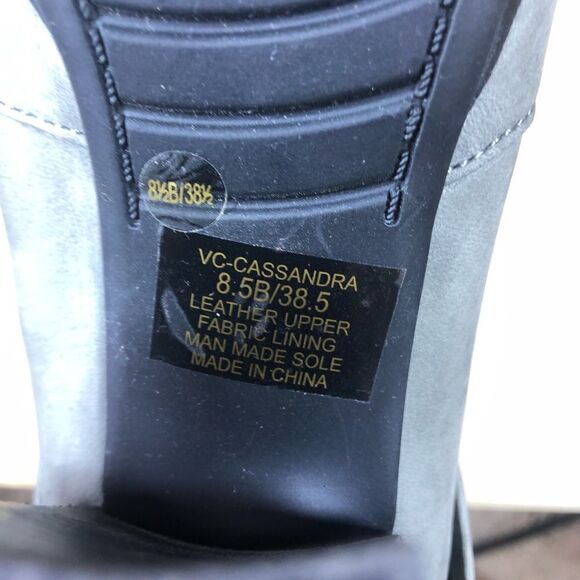 8½B/38½
VC-CASSANDRA
8.5B/38.5
LEATHER UPPER
FABRIC LINING
MAN MADE SOLE
MADE IN CHINA